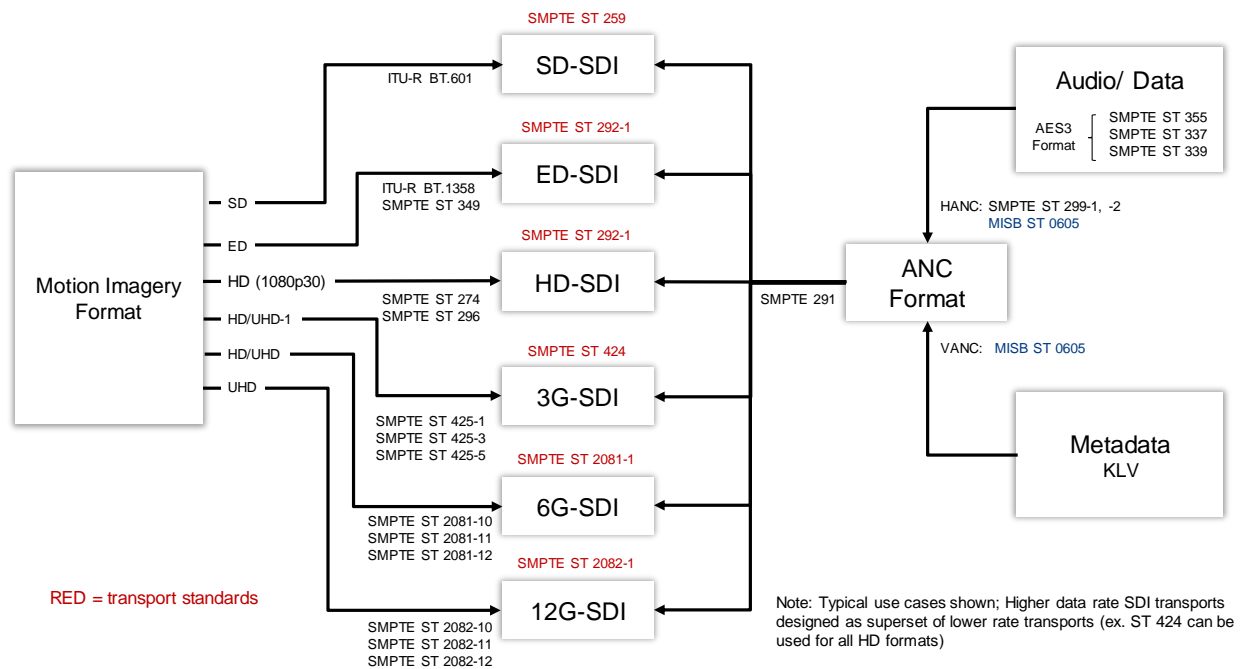 SMPTE ST 259
SD-SDI
ITU-R BT.601
SMPTE ST 292-1
ED-SDI
ITU-R BT.1358
SMPTE ST 349
SMPTE ST 292-1
HD-SDI
SMPTE ST 274
SMPTE ST 296
SMPTE ST 424
3G-SDI
SMPTE ST 425-1
SMPTE ST 425-3
SMPTE ST 425-5
SMPTE ST 2081-1
6G-SDI
SMPTE ST 2081-10
SMPTE ST 2081-11
SMPTE ST 2081-12
SMPTE ST 2082-1
12G-SDI
SMPTE ST 2082-10
SMPTE ST 2082-11
SMPTE ST 2082-12
Motion Imagery
Format
SD
ED
HD (1080p30)
HD/UHD-1
HD/UHD
UHD
RED = transport standards
Audio/ Data
AES3
Format
SMPTE ST 355
SMPTE ST 337
SMPTE ST 339
HANC: SMPTE ST 299-1, -2
MISB ST 0605
ANC
Format
SMPTE 291
VANC: MISB ST 0605
Metadata
KLV
Note: Typical use cases shown; Higher data rate SDI transports
designed as superset of lower rate transports (ex. ST 424 can be
used for all HD formats)